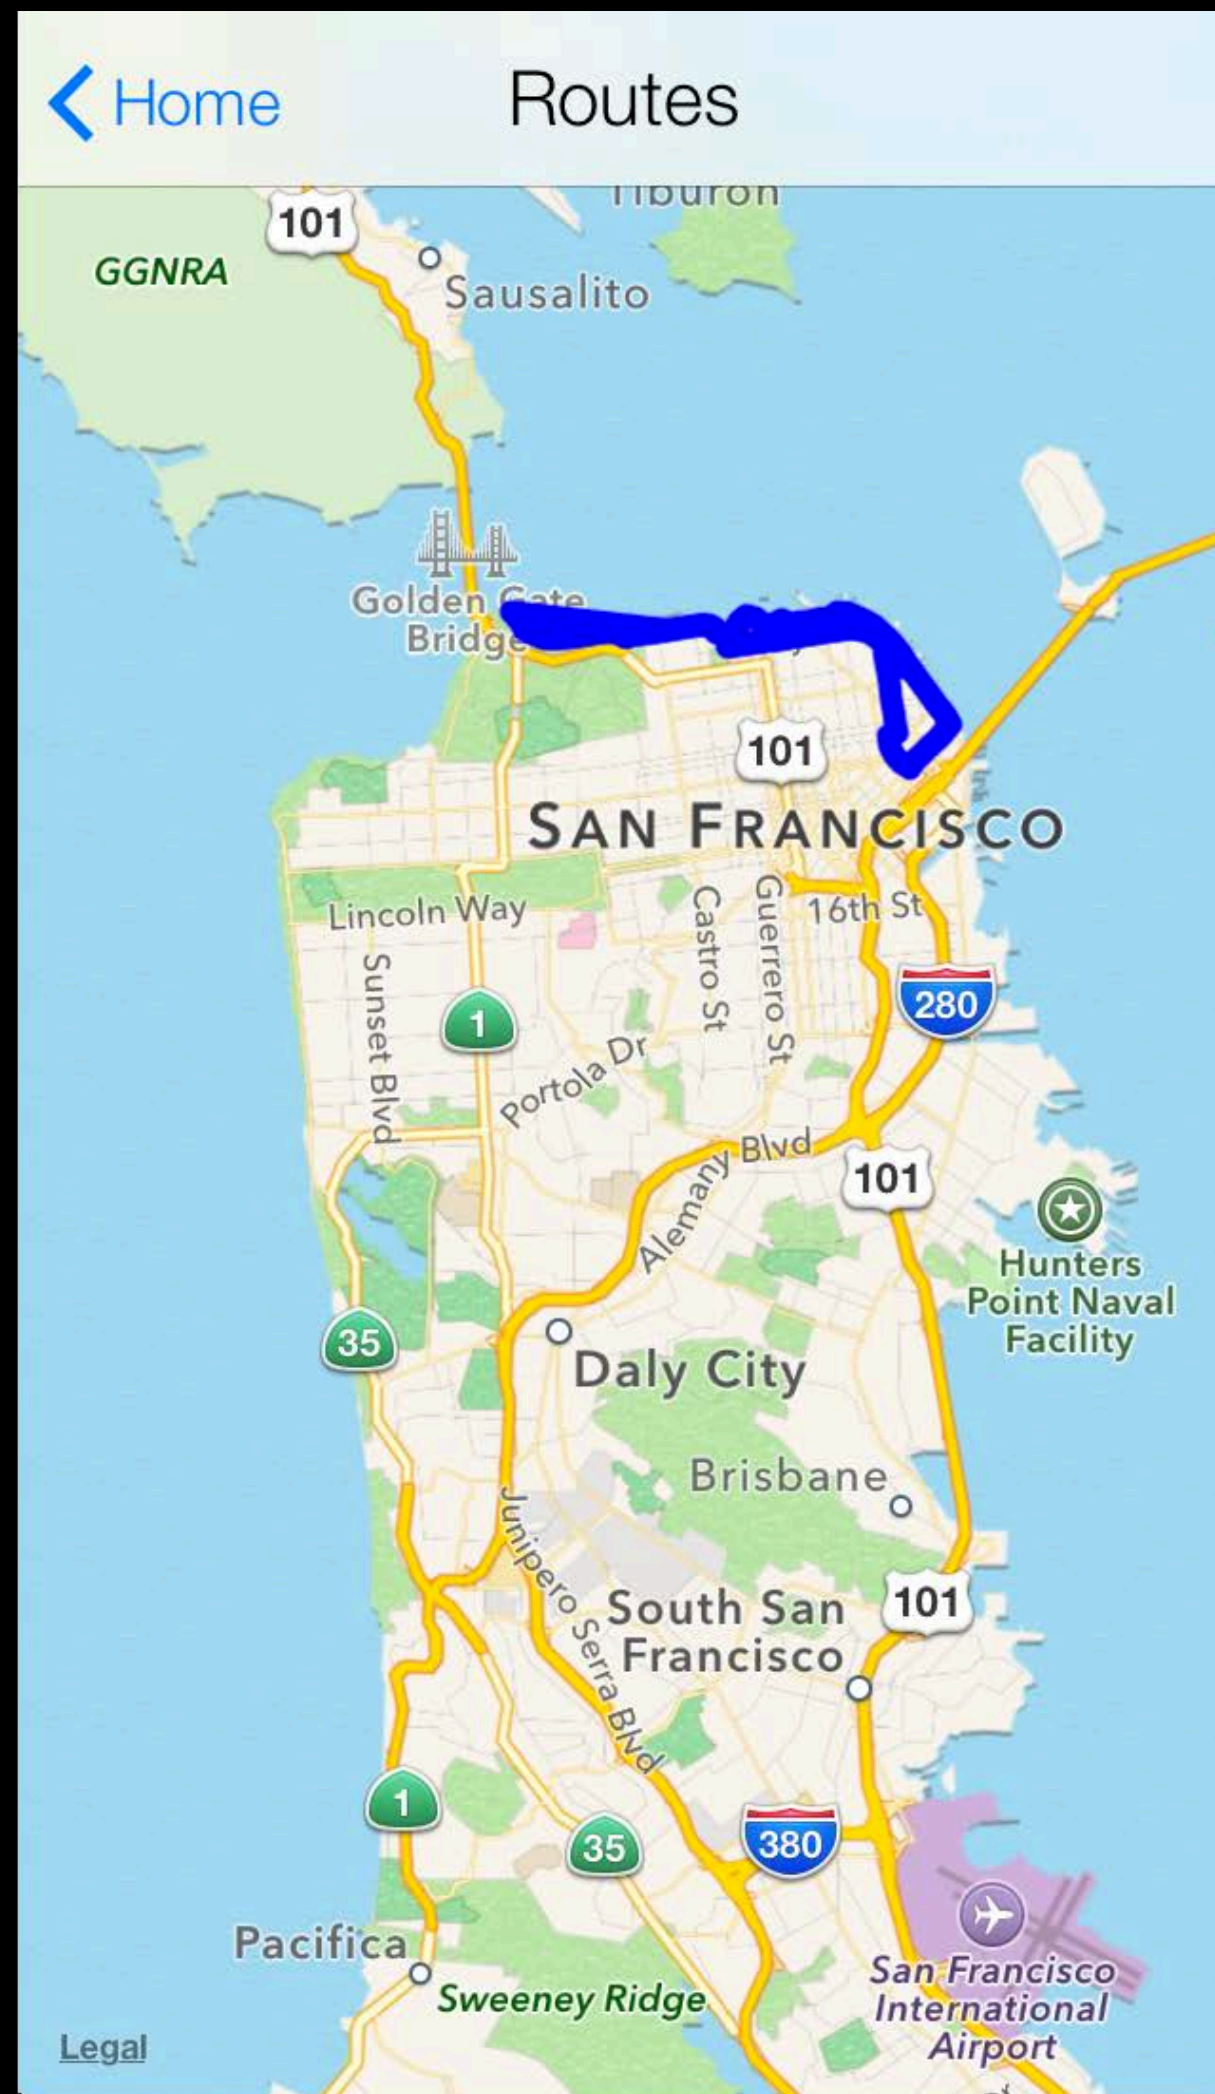 Home
Routes
Tiburon
101
GGNRA
Sausalito
Golden Gate
Bridge
101
SAN FRANCISCO
Lincoln Way
Castro St
Guerrero St
16th St
Sunset Blvd
280
1
Portola Dr
Alemany Blvd
101
Hunters
Point Naval
Facility
35
Daly City
Brisbane
Junipero Serra Blvd
South San
Francisco
101
1
35
380
Pacifica
Sweeney Ridge
San Francisco
International
Airport
Legal